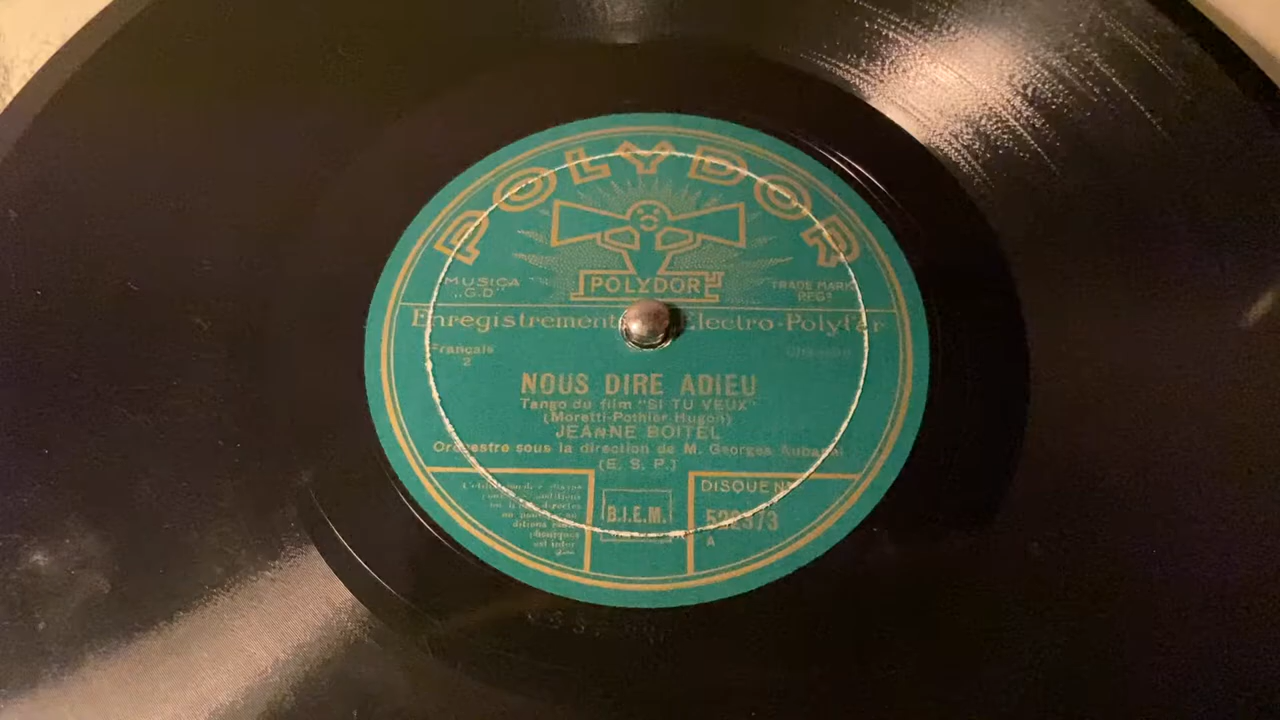 POLYDOR
POLYDOR
MUSICA
„G.D"
TRADE MARK
REG?
Enregistrement Electro-Polyfar
Français
2
NOUS DIRE ADIEU
Tango du film "SI TU VEUX"
(Moretti-Pothier-Hugon)
JEANNE BOITEL
Orchestre sous la direction de M. Georges
(E. S. P.)
B.I.E.M.
DISQUE N
A